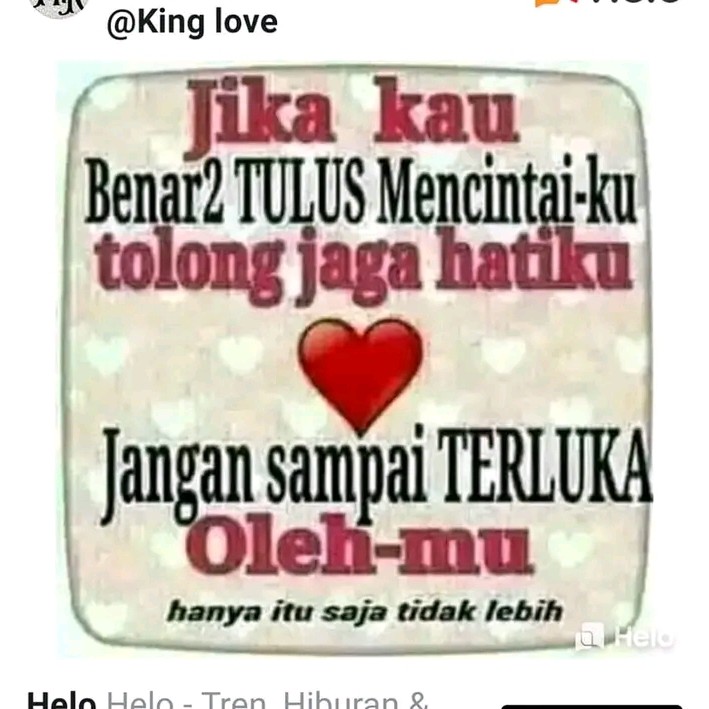 @King love
Jika kau
Benar2 TULUS Mencintai-ku
tolong jaga hatiku
Jangan sampai TERLUKA
Oleh-mu
hanya itu saja tidak lebih
Helo
Helo Helo - Tren, Hiburan &